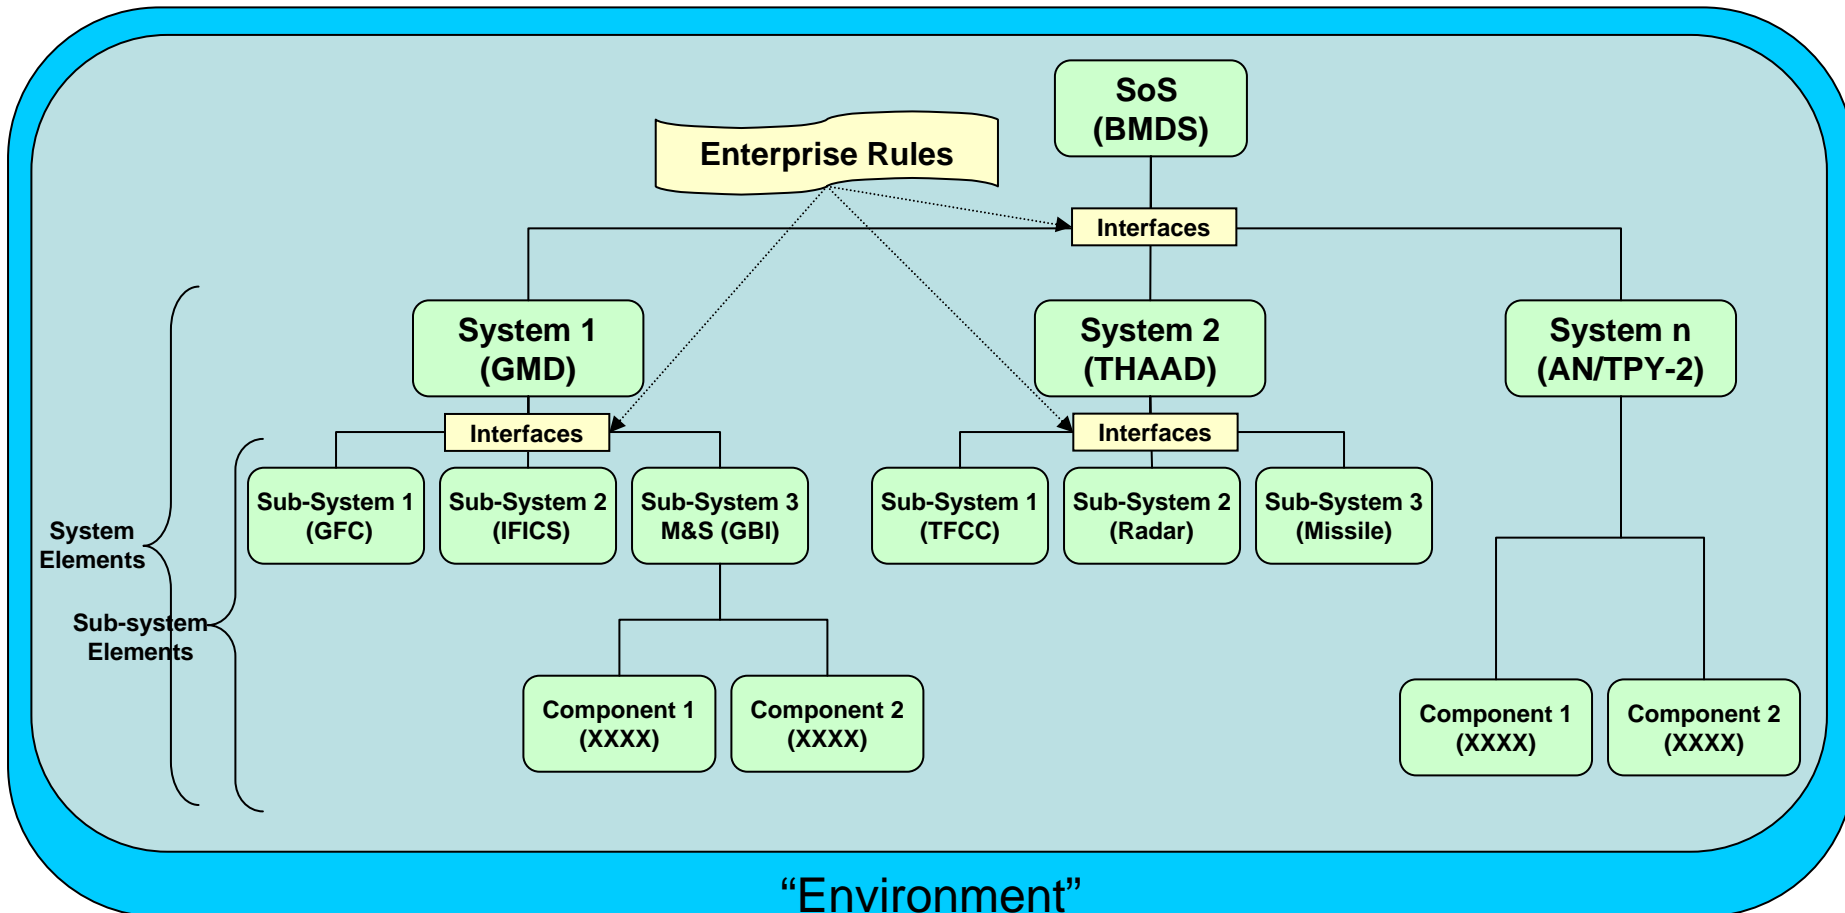 SoS
(BMDS)
Enterprise Rules
Interfaces
System 1
(GMD)
System 2
(THAAD)
System n
(AN/TPY-2)
Interfaces
Interfaces
Sub-System 1
(GFC)
Sub-System 2
(IFICS)
Sub-System 3
M&S (GBI)
Sub-System 1
(TFCC)
Sub-System 2
(Radar)
Sub-System 3
(Missile)
System
Elements
Sub-system
Elements
Component 1
(XXXX)
Component 2
(XXXX)
Component 1
(XXXX)
Component 2
(XXXX)
“Environment”